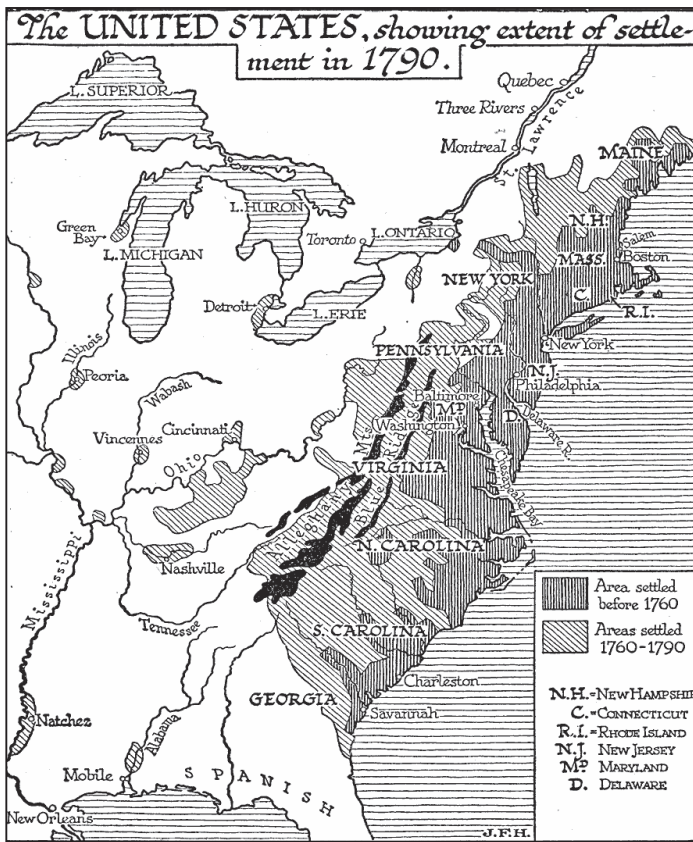 The UNITED STATES, showing extent of settle-
ment in 1790.
L. SUPERIOR
Quebec
Three Rivers
Montreal
St. Lawrence
MAINE
L. HURON
N.H.
Green
Bay
L. MICHIGAN
Toronto
L. ONTARIO
Salem
Boston
MASS.
NEW YORK
C.
R.I.
Detroit
L. ERIE
Illinois
New York
PENNSYLVANIA
Peoria
Wabash
N.J.
Philadelphia
Baltimore
MD
Washington
D.
Delaware R.
Cincinnati
Vincennes
Ohio
Alleghany Mts
Blue Ridge
VIRGINIA
Chesapeake Bay
N. CAROLINA
Nashville
Mississippi
Tennessee
S. CAROLINA
Charleston
GEORGIA
Savannah
Natchez
Alabama
Mobile
SPANISH
New Orleans
Area settled
before 1760
Areas settled
1760-1790
N.H.=NEW HAMPSHIRE
C.=CONNECTICUT
R.I.=RHODE ISLAND
N.J. NEW JERSEY
MD MARYLAND
D. DELAWARE
J.F.H.